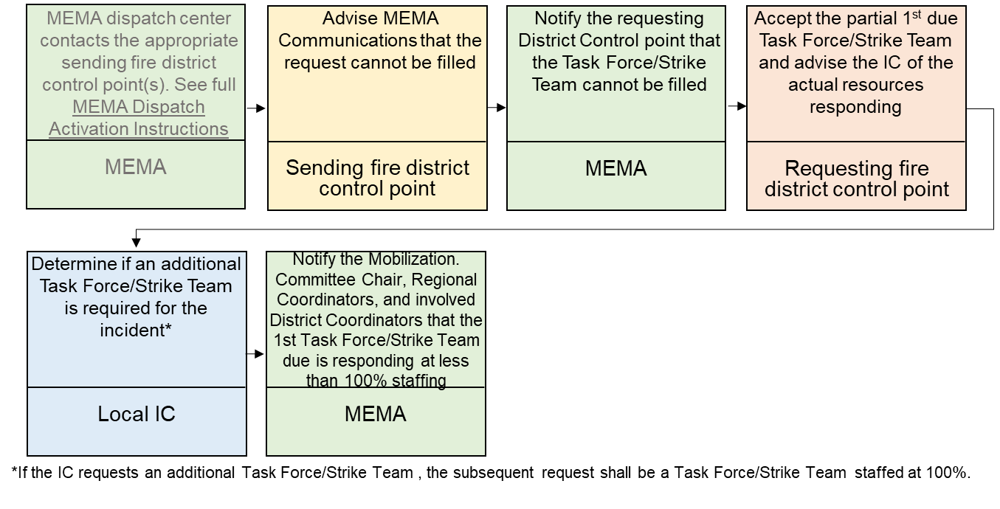 MEMA dispatch center
contacts the appropriate
sending fire district
control point(s). See full
MEMA Dispatch
Activation Instructions
MEMA
Advise MEMA
Communications that the
request cannot be filled
Sending fire district
control point
Notify the requesting
District Control point that
the Task Force/Strike
Team cannot be filled
MEMA
Accept the partial 1st due
Task Force/Strike Team
and advise the IC of the
actual resources
responding
Requesting fire
district control point
Determine if an additional
Task Force/Strike Team
is required for the
incident*
Local IC
Notify the Mobilization.
Committee Chair, Regional
Coordinators, and involved
District Coordinators that the
1st Task Force/Strike Team
due is responding at less
than 100% staffing
MEMA
*If the IC requests an additional Task Force/Strike Team , the subsequent request shall be a Task Force/Strike Team staffed at 100%.